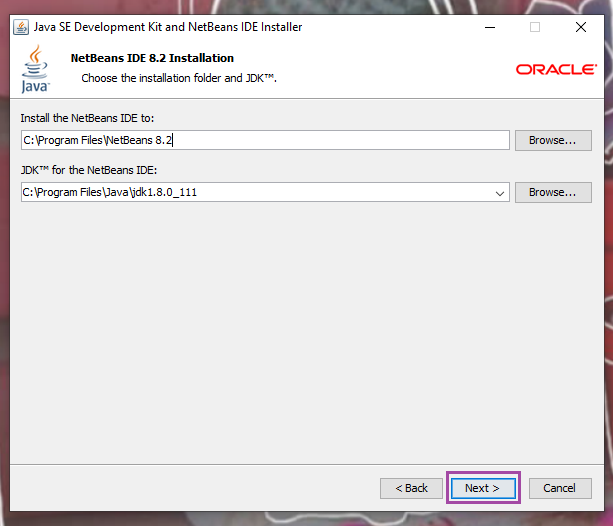 Java SE Development Kit and NetBeans IDE Installer
Java
NetBeans IDE 8.2 Installation
Choose the installation folder and JDK™.
ORACLE
Install the NetBeans IDE to:
C:\Program Files\NetBeans 8.2
Browse...
JDK™ for the NetBeans IDE:
C:\Program Files\Java\jdk1.8.0_111
Browse...
< Back
Next >
Cancel